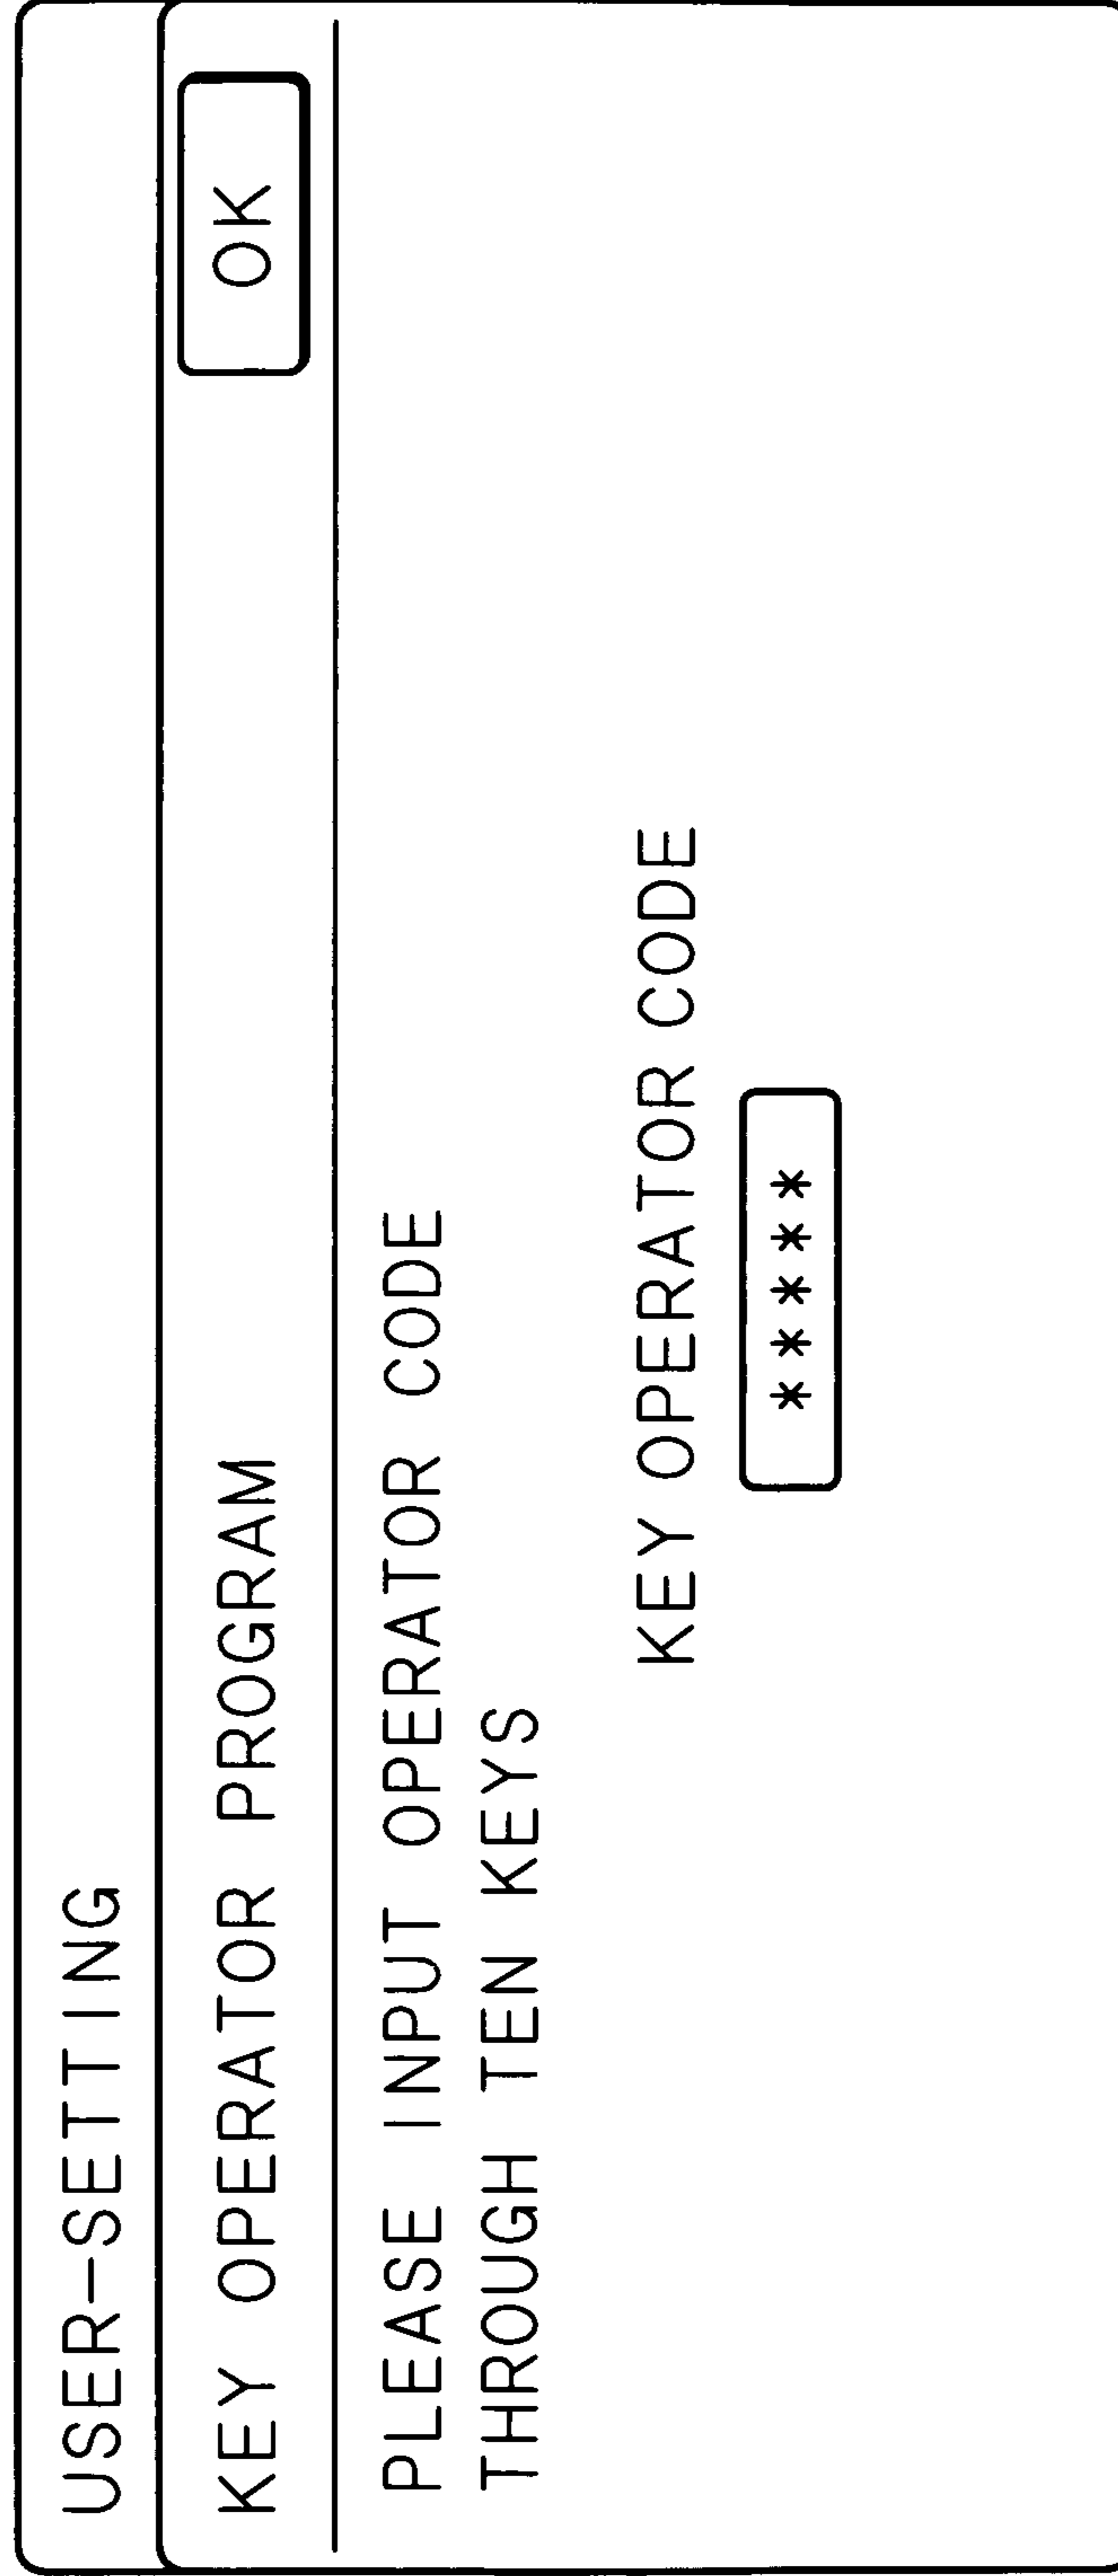 USER-SETTING
KEY OPERATOR PROGRAM
OK
PLEASE INPUT OPERATOR CODE
THROUGH TEN KEYS
KEY OPERATOR CODE
*****